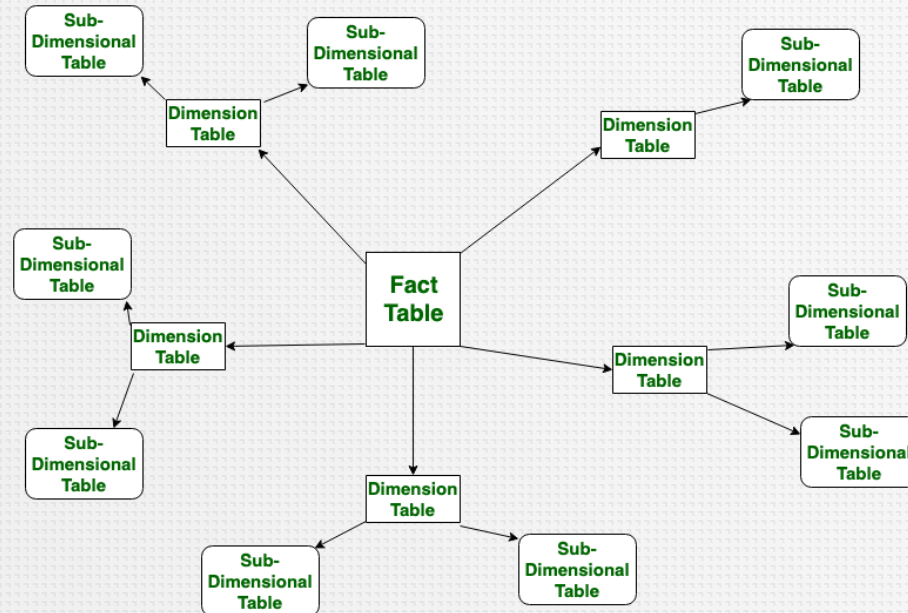 Sub-
Dimensional
Table
Sub-
Dimensional
Table
Sub-
Dimensional
Table
Dimension
Table
Dimension
Table
Sub-
Dimensional
Table
Fact
Table
Sub-
Dimensional
Table
Dimension
Table
Dimension
Table
Sub-
Dimensional
Table
Sub-
Dimensional
Table
Dimension
Table
Sub-
Dimensional
Table
Sub-
Dimensional
Table